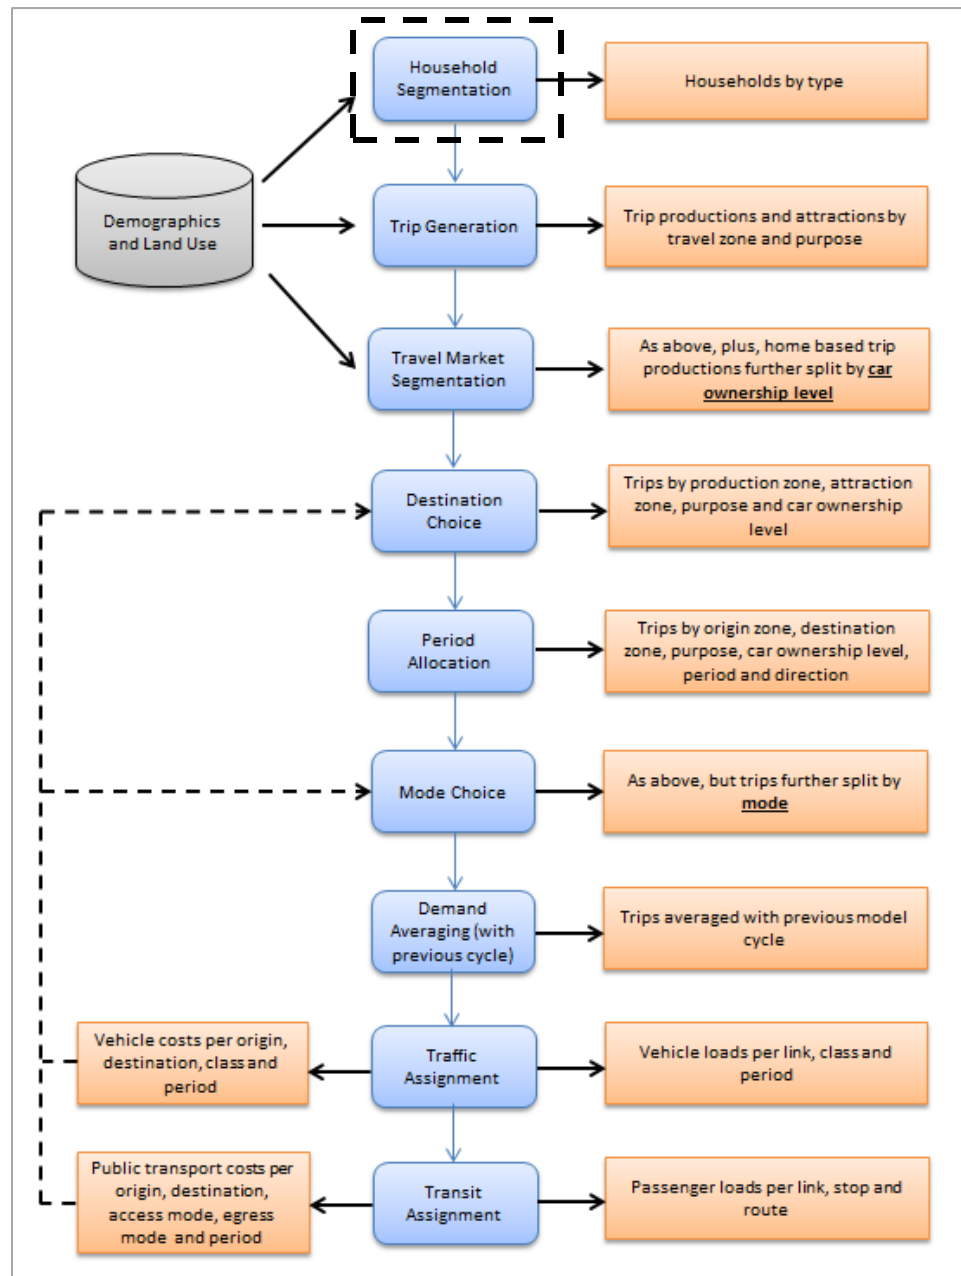 Household
Segmentation
Households by type
Demographics
and Land Use
Trip Generation
Trip productions and attractions by
travel zone and purpose
Travel Market
Segmentation
As above, plus, home based trip
productions further split by car
ownership level
Destination
Choice
Trips by production zone, attraction
zone, purpose and car ownership
level
Period
Allocation
Trips by origin zone, destination
zone, purpose, car ownership level,
period and direction
Mode Choice
As above, but trips further split by
mode
Demand
Averaging (with
previous cycle)
Trips averaged with previous model
cycle
Vehicle costs per origin,
destination, class and
period
Traffic
Assignment
Vehicle loads per link, class and
period
Public transport costs per
origin, destination,
access mode, egress
mode and period
Transit
Assignment
Passenger loads per link, stop and
route